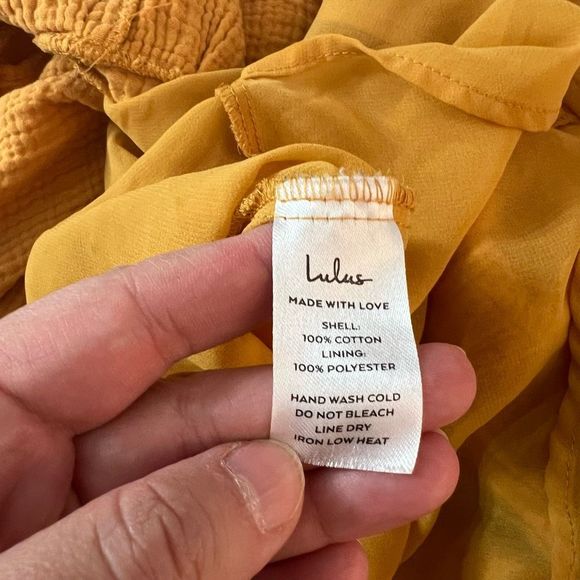 Lulus
MADE WITH LOVE
SHELL:
100% COTTON
LINING:
100% POLYESTER
HAND WASH COLD
DO NOT BLEACH
LINE DRY
IRON LOW HEAT